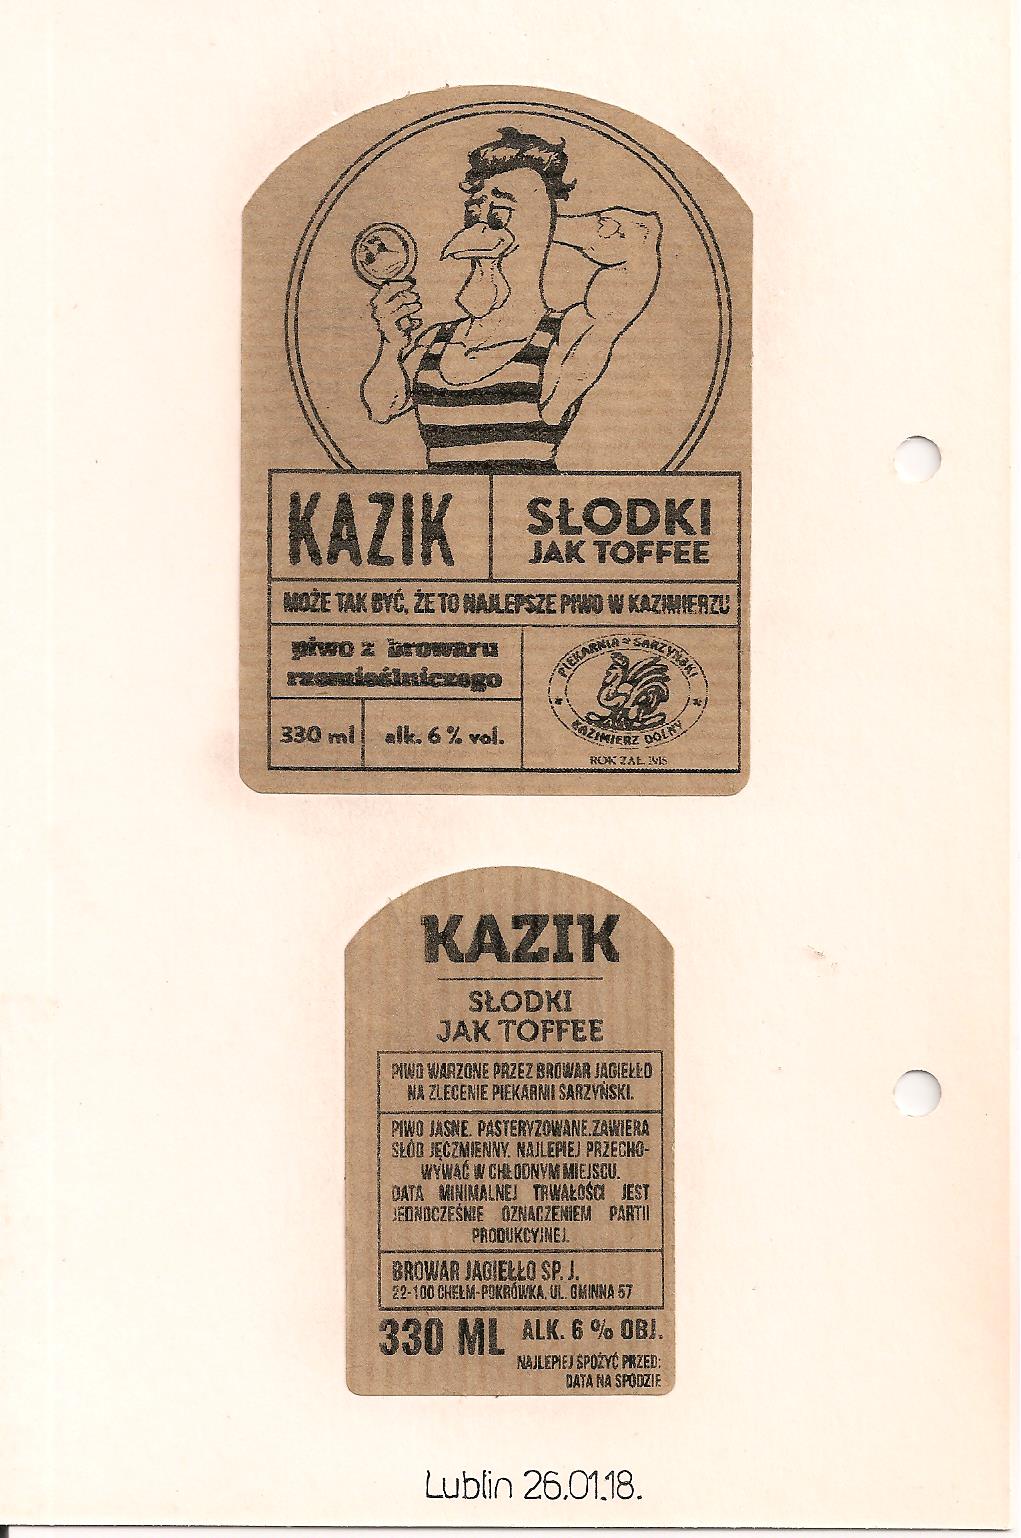 KAZIK
SŁODKI
JAK TOFFEE
MOŻE TAK BYĆ, ŻE TO NAJLEPSZE PIWO W KAZIMIERZU
piwo z browaru
rzemieślniczego
330 ml
alk. 6 % vol.
PIEKARNIA SARZYŃSKI
KAZIMIERZ DOLNY
ROK ZAŁ.
KAZIK
SŁODKI
JAK TOFFEE
PIWO WARZONE PRZEZ BROWAR JAGIEŁŁO
NA ZLECENIE PIEKARNII SARZYŃSKI.
PIWO JASNE. PASTERYZOWANE.ZAWIERA
SŁÓD JĘCZMIENNY. NAJLEPIEJ PRZECHO-
WYWAĆ W CHŁODNYM MIEJSCU.
DATA MINIMALNEJ TRWAŁOŚCI JEST
JEDNOCZEŚNIE OZNACZENIEM PARTII
PRODUKCYJNEJ.
BROWAR JAGIEŁŁO SP. J.
22-100 CHEŁM-POKRÓWKA, UL. GMINNA 57
330 ML
ALK. 6 % OBJ.
NAJLEPIEJ SPOŻYĆ PRZED:
DATA NA SPODZIE
Lublin 26.01.18.